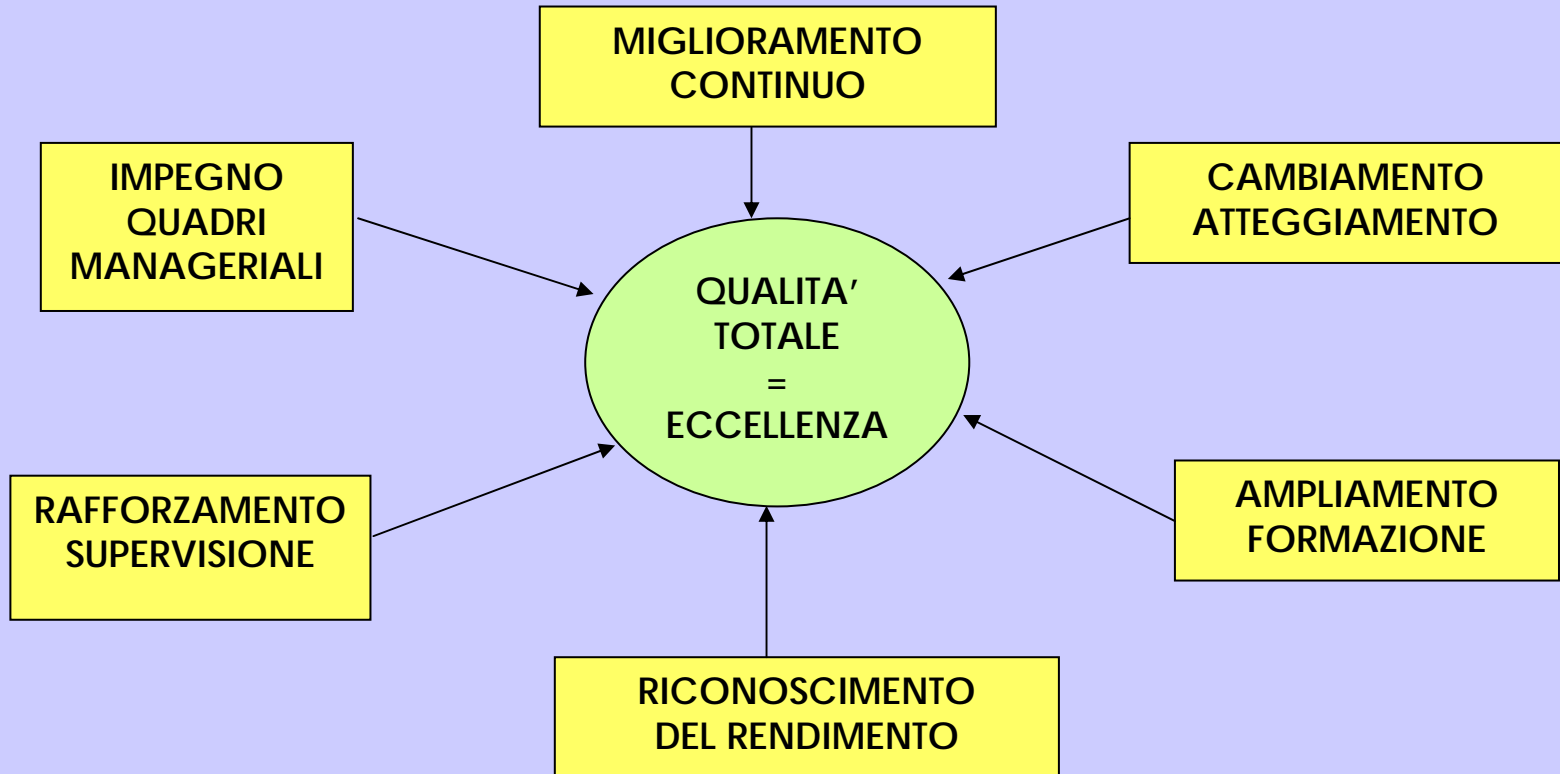 MIGLIORAMENTO
CONTINUO
IMPEGNO
QUADRI
MANAGERIALI
CAMBIAMENTO
ATTEGGIAMENTO
QUALITA’
TOTALE
=
ECCELLENZA
RAFFORZAMENTO
SUPERVISIONE
AMPLIAMENTO
FORMAZIONE
RICONOSCIMENTO
DEL RENDIMENTO